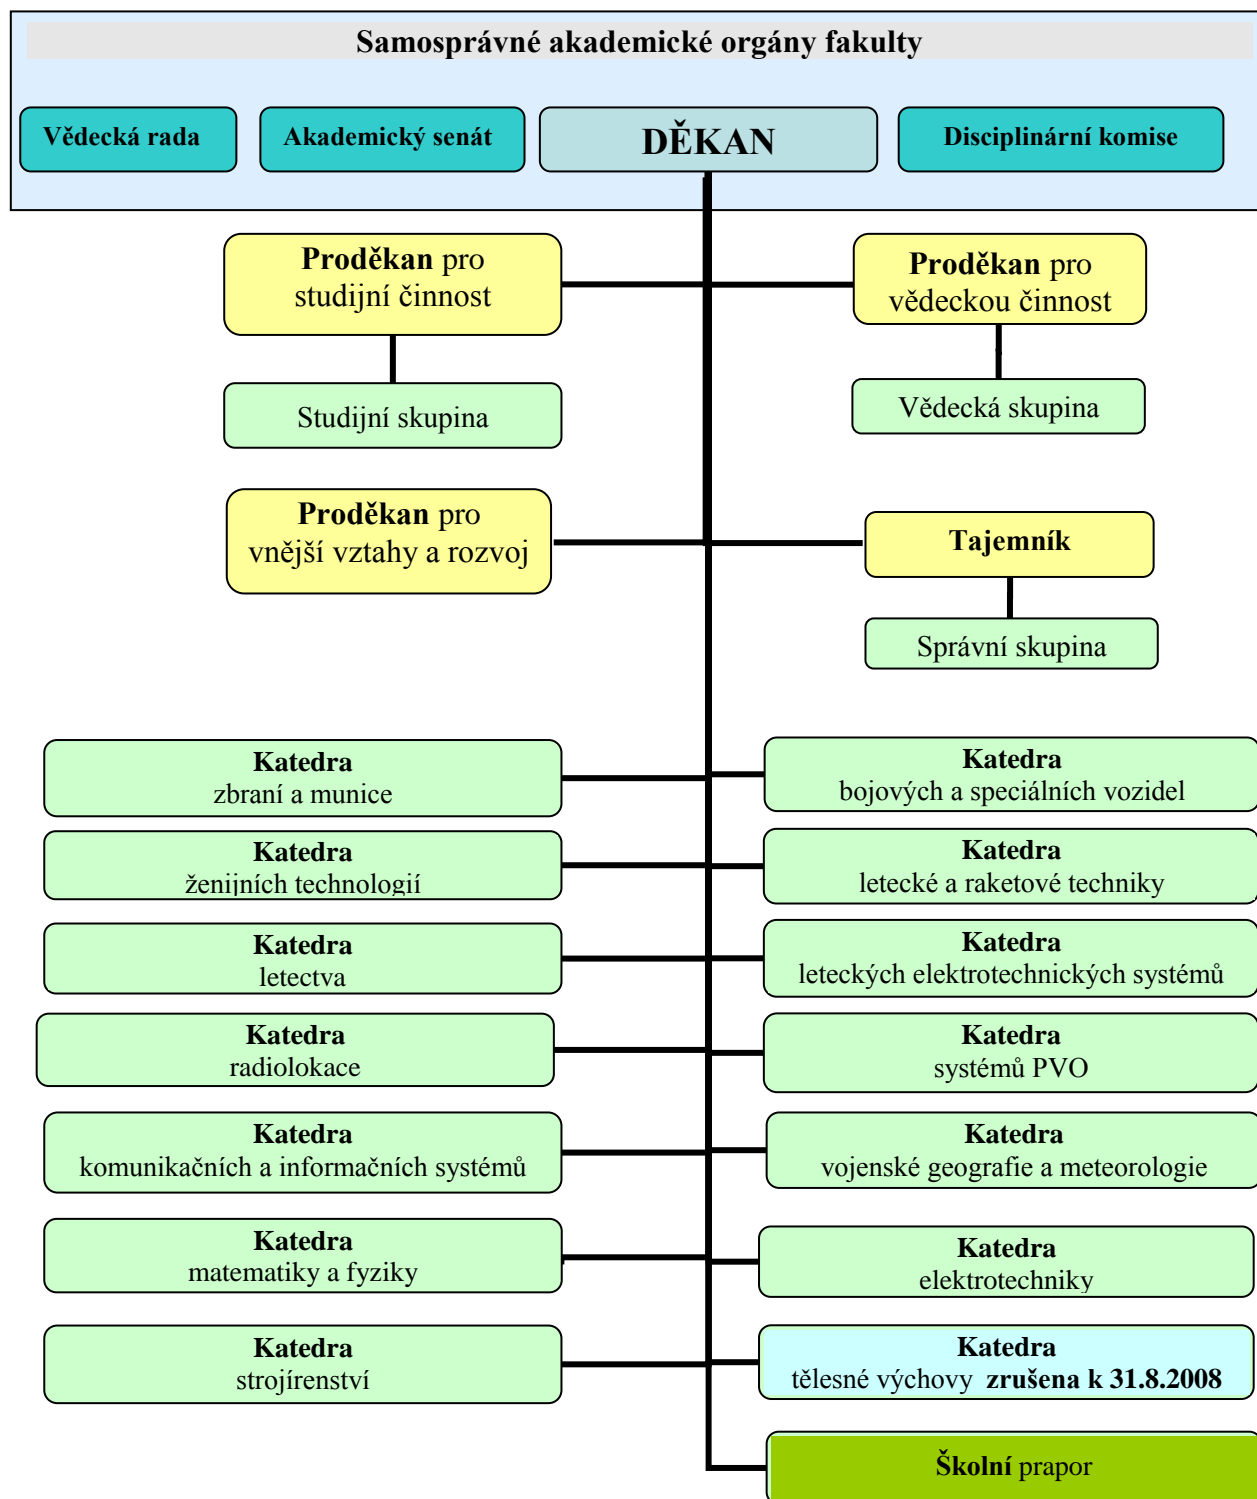 Samosprávné akademické orgány fakulty
Vědecká rada
Akademický senát
DĚKAN
Disciplinární komise
Proděkan pro
studijní činnost
Proděkan pro
vědeckou činnost
Studijní skupina
Vědecká skupina
Proděkan pro
vnější vztahy a rozvoj
Tajemník
Správní skupina
Katedra
zbraní a munice
Katedra
bojových a speciálních vozidel
Katedra
ženijních technologií
Katedra
letecké a raketové techniky
Katedra
letectva
Katedra
leteckých elektrotechnických systémů
Katedra
radiolokace
Katedra
systémů PVO
Katedra
komunikačních a informačních systémů
Katedra
vojenské geografie a meteorologie
Katedra
matematiky a fyziky
Katedra
elektrotechniky
Katedra
strojírenství
Katedra
tělesné výchovy zrušena k 31.8.2008
Školní prapor